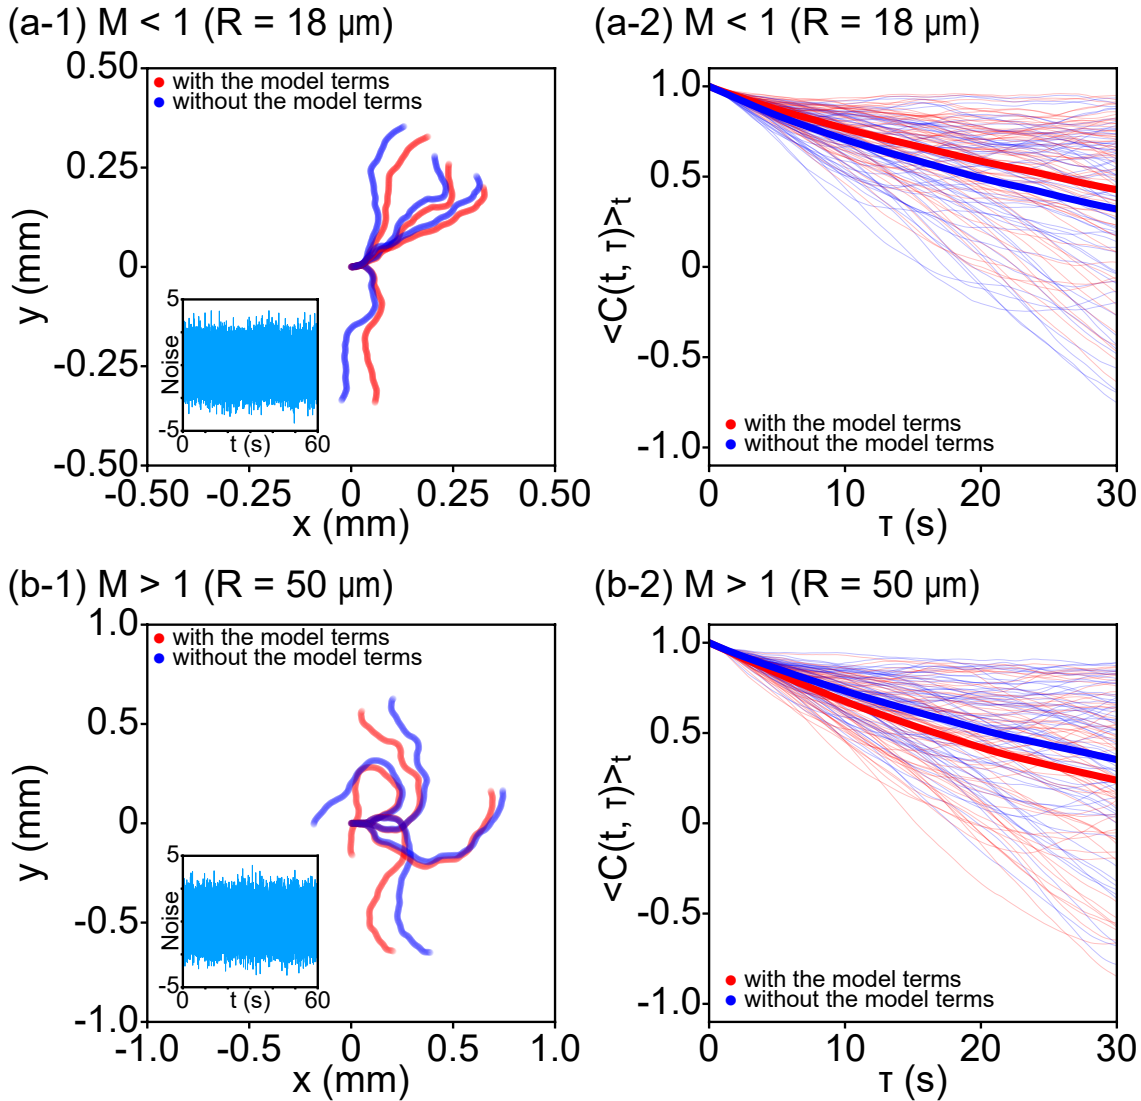 (a-1) M < 1 (R = 18 μm)
0.50
0.25
0
-0.25
-0.50
y (mm)
with the model terms
without the model terms
5
Noise
-5
0 t (s) 60
-0.50 -0.25 0 0.25 0.50
x (mm)
(a-2) M < 1 (R = 18 μm)
1.0
0.5
0
-0.5
-1.0
<C(t, τ)>t
with the model terms
without the model terms
0 10 20 30
τ (s)
(b-1) M > 1 (R = 50 μm)
1.0
0.5
0
-0.5
-1.0
y (mm)
with the model terms
without the model terms
5
Noise
-5
0 t (s) 60
-1.0 -0.5 0 0.5 1.0
x (mm)
(b-2) M > 1 (R = 50 μm)
1.0
0.5
0
-0.5
-1.0
<C(t, τ)>t
with the model terms
without the model terms
0 10 20 30
τ (s)